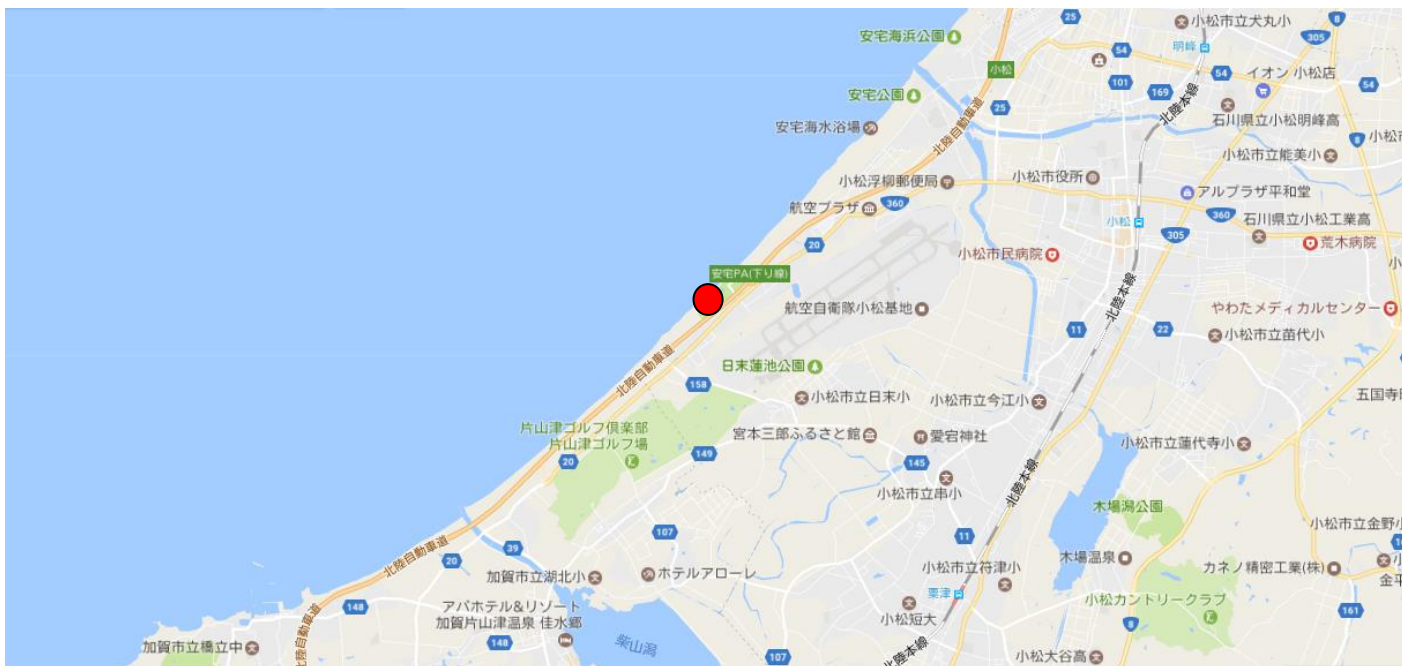 25
小松市立犬丸小
8
安宅海浜公園
305
明峰
54
小松
54
イオン 小松店
101
169
54
安宅公園
25
北陸自動車道
北陸本線
石川県立小松明峰高
安宅海水浴場
8
小松市立能美小
小松浮柳郵便局
小松市役所
アルプラザ平和堂
航空プラザ
360
小松
360
石川県立小松工業高
305
荒木病院
20
小松市民病院
安宅PA(下り線)
北陸本線
航空自衛隊小松基地
やわたメディカルセンター
11
22
小松市立苗代小
北陸自動車道
日末蓮池公園
158
小松市立日末小
小松市立今江小
片山津ゴルフ倶楽部
片山津ゴルフ場
宮本三郎ふるさと館
愛宕神社
小松市立蓮代寺小
20
149
145
北陸本線
小松市立串小
木場潟公園
107
11
小松市立金野小
北陸自動車道
39
20
加賀市立湖北小
ホテルアローレ
小松市立符津小
木場温泉
カネノ精密工業(株)
粟津
148
アパホテル&リゾート
加賀片山津温泉 佳水郷
小松短大
小松カントリークラブ
161
8
加賀市立橋立中
北陸自動車道
148
柴山潟
107
北陸本線
小松大谷高